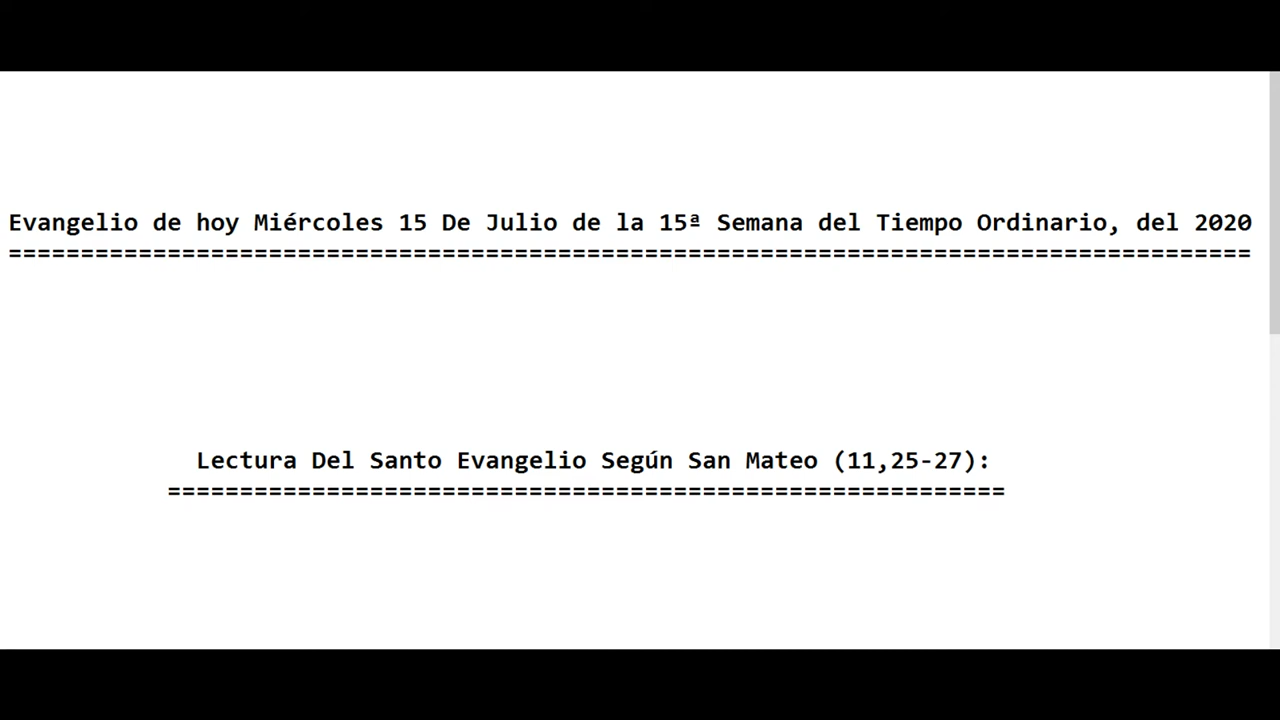 Evangelio de hoy Miércoles 15 De Julio de la 15ª Semana del Tiempo Ordinario, del 2020
======================================================================================
Lectura Del Santo Evangelio Según San Mateo (11,25-27):
==========================================================